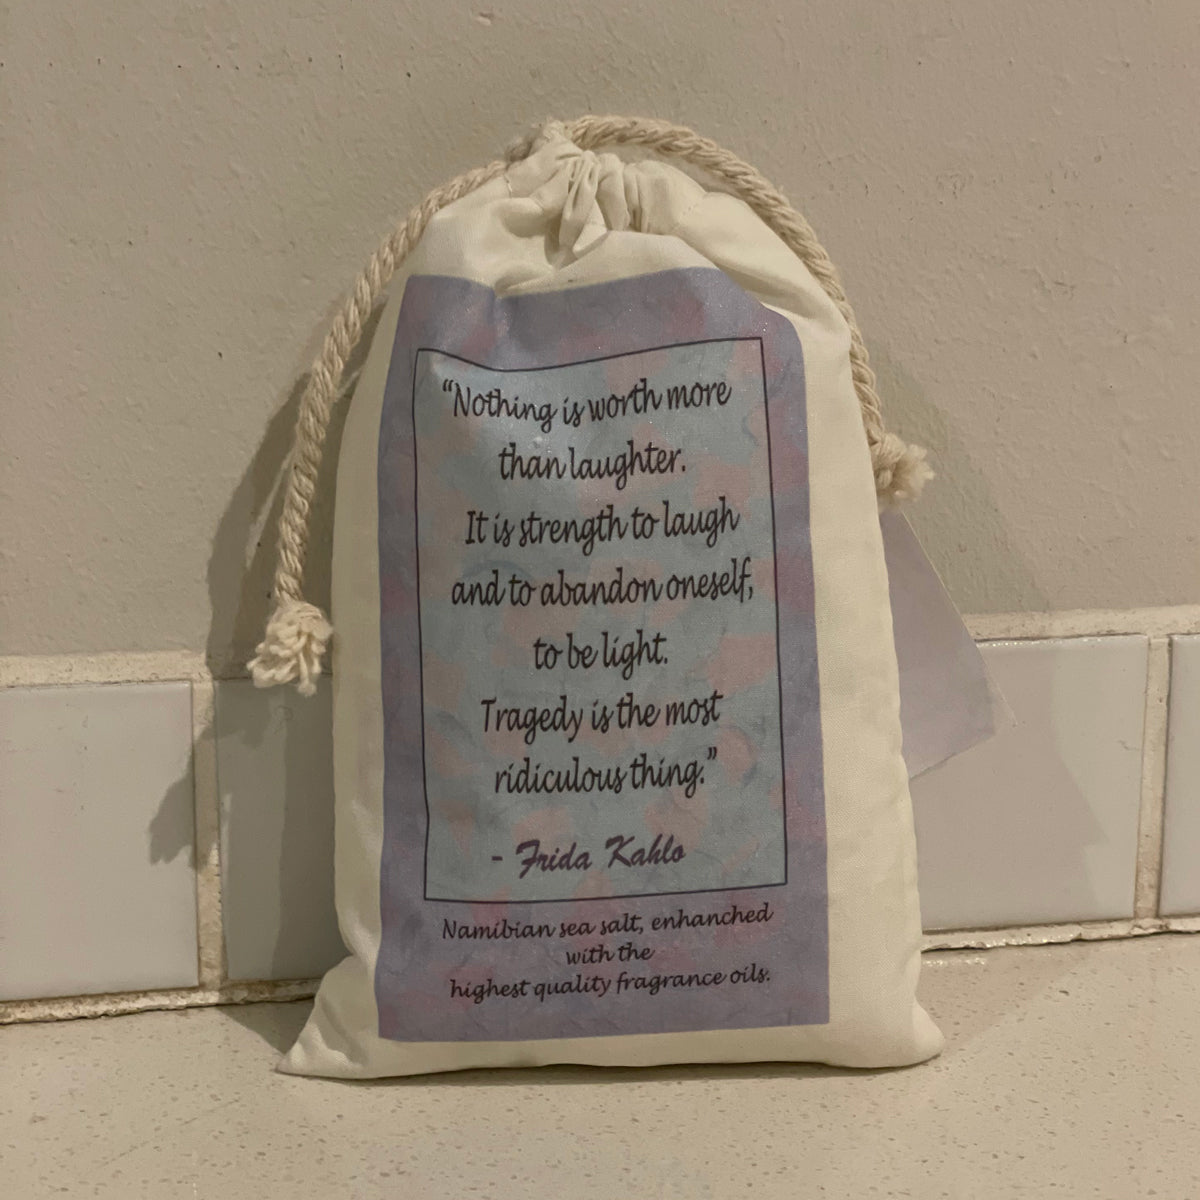 “Nothing is worth more
than laughter.
It is strength to laugh
and to abandon oneself,
to be light.
Tragedy is the most
ridiculous thing.”
- Frida Kahlo
Namibian sea salt, enhanched
with the
highest quality fragrance oils.